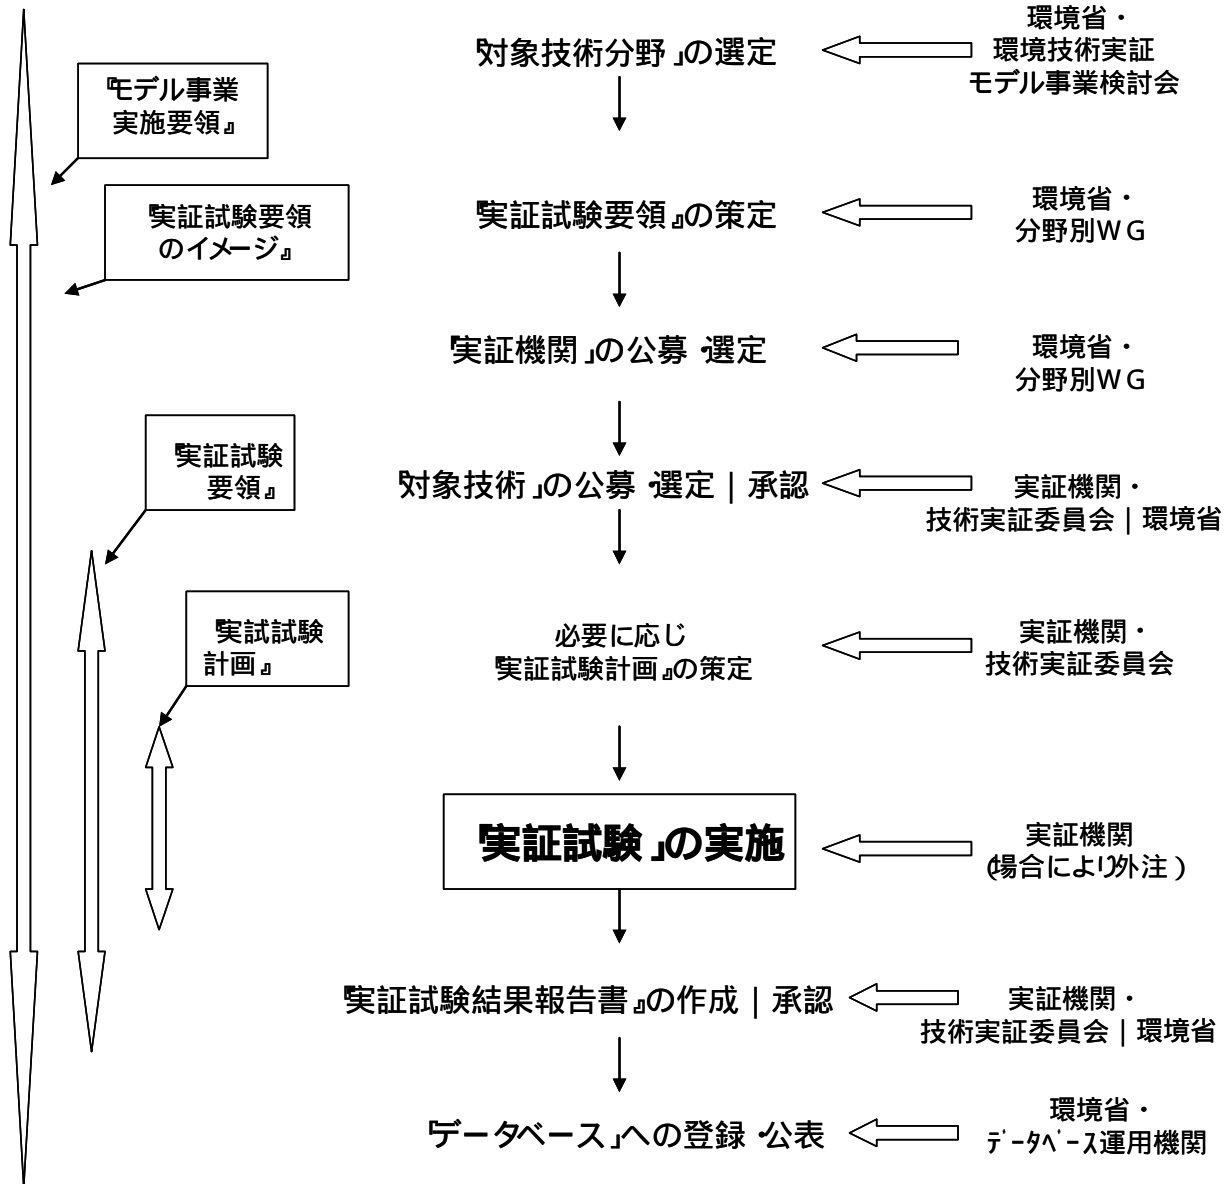 『モデル事業
実施要領』
『実証試験要領
のイメージ』
『実証試験
要領』
『実試試験
計画』
「対象技術分野」の選定
環境省・
環境技術実証
モデル事業検討会
『実証試験要領』の策定
環境省・
分野別ＷＧ
「実証機関」の公募・選定
環境省・
分野別ＷＧ
「対象技術」の公募・選定｜承認
実証機関・
技術実証委員会｜環境省
必要に応じ
『実証試験計画』の策定
実証機関・
技術実証委員会
「実証試験」の実施
実証機関
(場合により外注)
『実証試験結果報告書』の作成｜承認
実証機関・
技術実証委員会｜環境省
「データベース」への登録・公表
環境省・
ﾃﾞｰﾀﾍﾞｰｽ運用機関